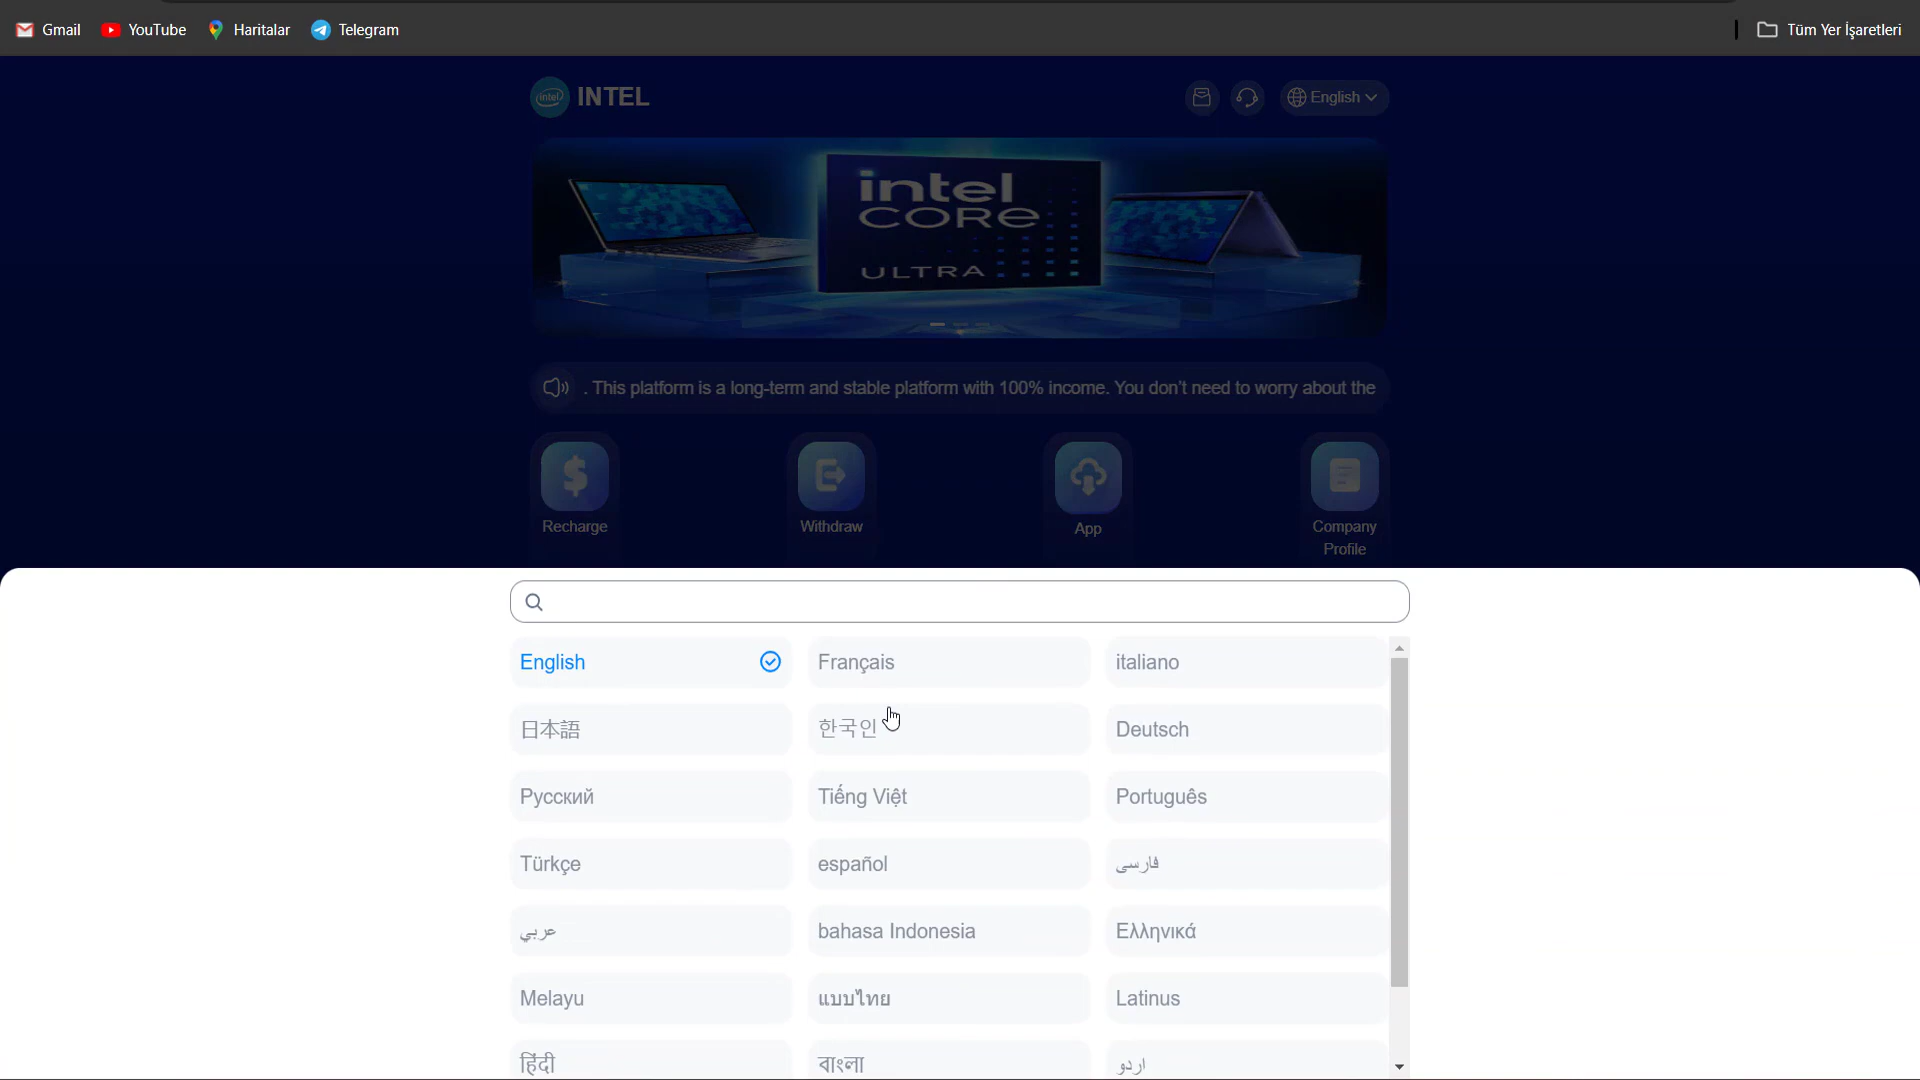 Gmail YouTube Haritalar Telegram Tüm Yer İşaretleri
intel INTEL English
intel
CORE
ULTRA
. This platform is a long-term and stable platform with 100% income. You don't need to worry about the
Recharge Withdraw App Company
Profile
English Français italiano
日本語 한국인 Deutsch
Русский Tiếng Việt Português
Türkçe español فارسی
عربي bahasa Indonesia Ελληνικά
Melayu แบบไทย Latinus
हिंदी বাংলা اردو